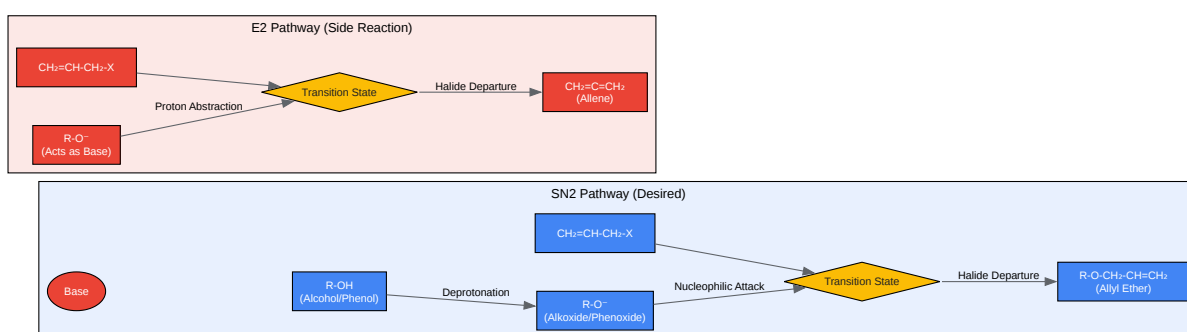 E2 Pathway (Side Reaction)
CH₂=CH-CH₂-X
Transition State
Halide Departure
CH₂=C=CH₂
(Allene)
Proton Abstraction
R-O⁻
(Acts as Base)
SN2 Pathway (Desired)
CH₂=CH-CH₂-X
Base
R-OH
(Alcohol/Phenol)
Deprotonation
R-O⁻
(Alkoxide/Phenoxide)
Nucleophilic Attack
Transition State
Halide Departure
R-O-CH₂-CH=CH₂
(Allyl Ether)